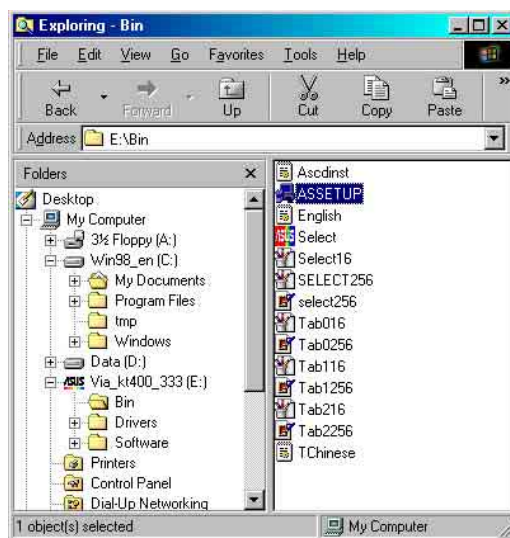 Exploring - Bin
File Edit View Go Favorites Tools Help
Back Forward Up Cut Copy Paste »
Address E:\Bin
Folders
Desktop
My Computer
3½ Floppy (A:)
Win98_en (C:)
My Documents
Program Files
tmp
Windows
Data (D:)
ASUS Via_kt400_333 (E:)
Bin
Drivers
Software
Printers
Control Panel
Dial-Up Networking
Ascdinst
ASSETUP
English
Select
Select16
SELECT256
select256
Tab016
Tab0256
Tab116
Tab1256
Tab216
Tab2256
TChinese
1 object(s) selected
My Computer